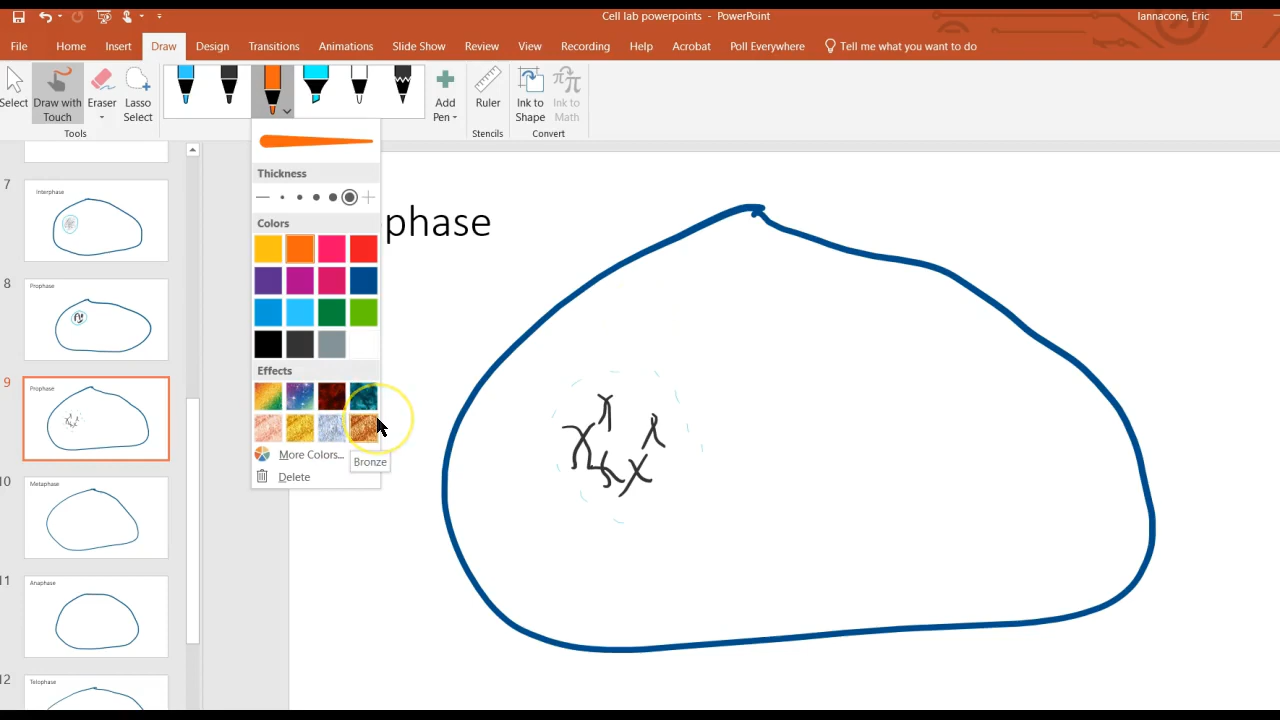 Cell lab powerpoints - PowerPoint
Iannacone, Eric
File Home Insert Draw Design Transitions Animations Slide Show Review View Recording Help Acrobat Poll Everywhere Tell me what you want to do
Select
Draw with Touch
Eraser
Lasso Select
Add Pen
Ruler
Ink to Shape
Ink to Math
Tools
Stencils
Convert
Thickness
Colors
Effects
More Colors...
Bronze
Delete
7
Interphase
8
Prophase
9
Prophase
10
Metaphase
11
Anaphase
12
Telophase
phase